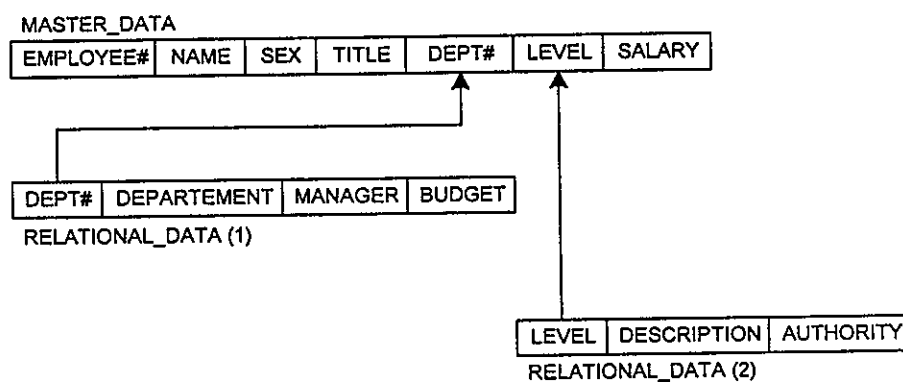 MASTER_DATA
EMPLOYEE# NAME SEX TITLE DEPT# LEVEL SALARY
DEPT# DEPARTEMENT MANAGER BUDGET
RELATIONAL_DATA (1)
LEVEL DESCRIPTION AUTHORITY
RELATIONAL_DATA (2)